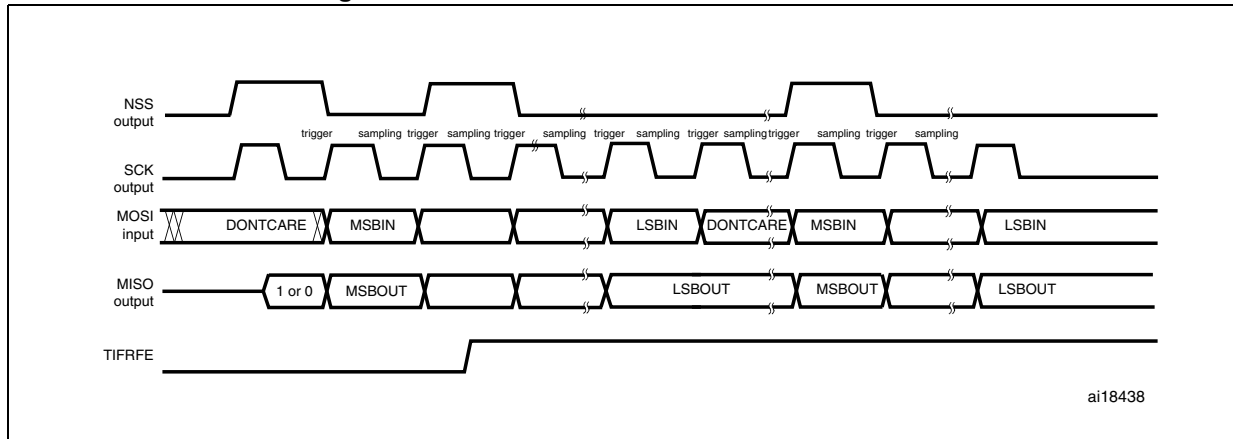 NSS
output
trigger sampling trigger sampling trigger sampling trigger sampling trigger sampling trigger sampling trigger sampling
SCK
output
MOSI
input
DONTCARE MSBIN LSBIN DONTCARE MSBIN LSBIN
MISO
output
1 or 0 MSBOUT LSBOUT MSBOUT LSBOUT
TIFRFE
ai18438